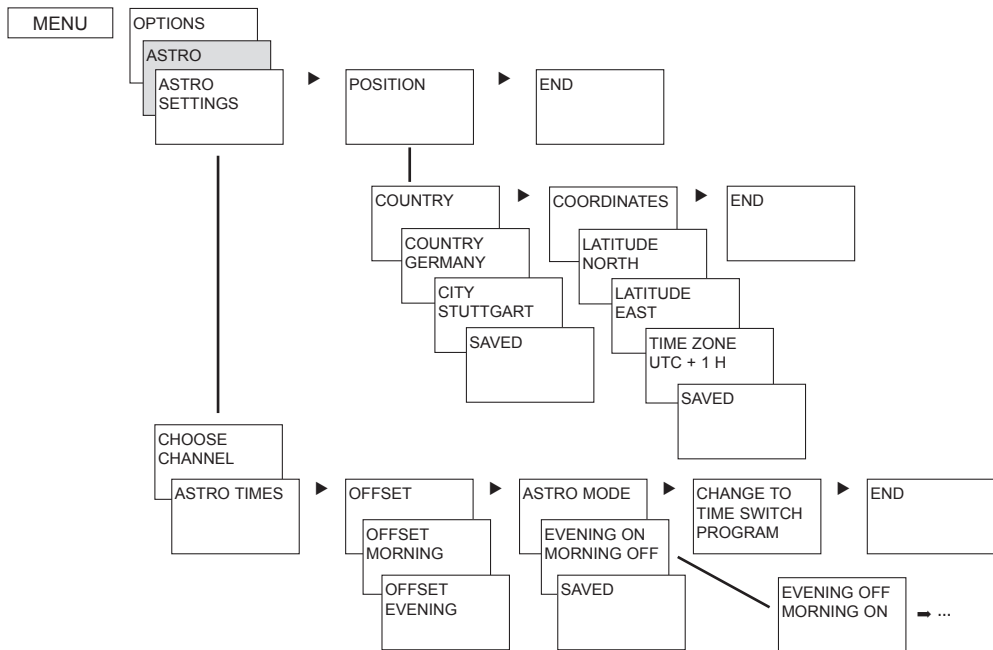 MENU
OPTIONS
ASTRO
ASTRO
SETTINGS
POSITION
END
COUNTRY
COUNTRY
GERMANY
CITY
STUTTGART
SAVED
COORDINATES
LATITUDE
NORTH
LATITUDE
EAST
TIME ZONE
UTC + 1 H
SAVED
END
CHOOSE
CHANNEL
ASTRO TIMES
OFFSET
OFFSET
MORNING
OFFSET
EVENING
ASTRO MODE
EVENING ON
MORNING OFF
SAVED
CHANGE TO
TIME SWITCH
PROGRAM
END
EVENING OFF
MORNING ON
➡ ...